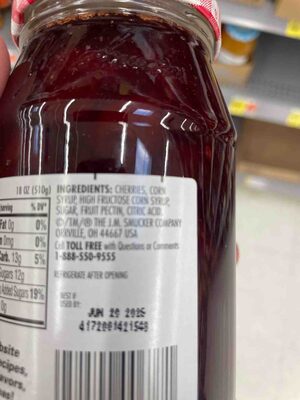 18 OZ (510g)
% DV*
Fat 0g 0%
0mg 0%
Carb. 13g 5%
Sugars 12g
Added Sugars 19%
0g
INGREDIENTS: CHERRIES, CORN
SYRUP, HIGH FRUCTOSE CORN SYRUP,
SUGAR, FRUIT PECTIN, CITRIC ACID.
©/TM/® THE J.M. SMUCKER COMPANY
ORRVILLE, OH 44667 USA
Call TOLL FREE with Questions or Comments
1-888-550-9555
REFRIGERATE AFTER OPENING
BEST IF
USED BY:
JUN 20 2025